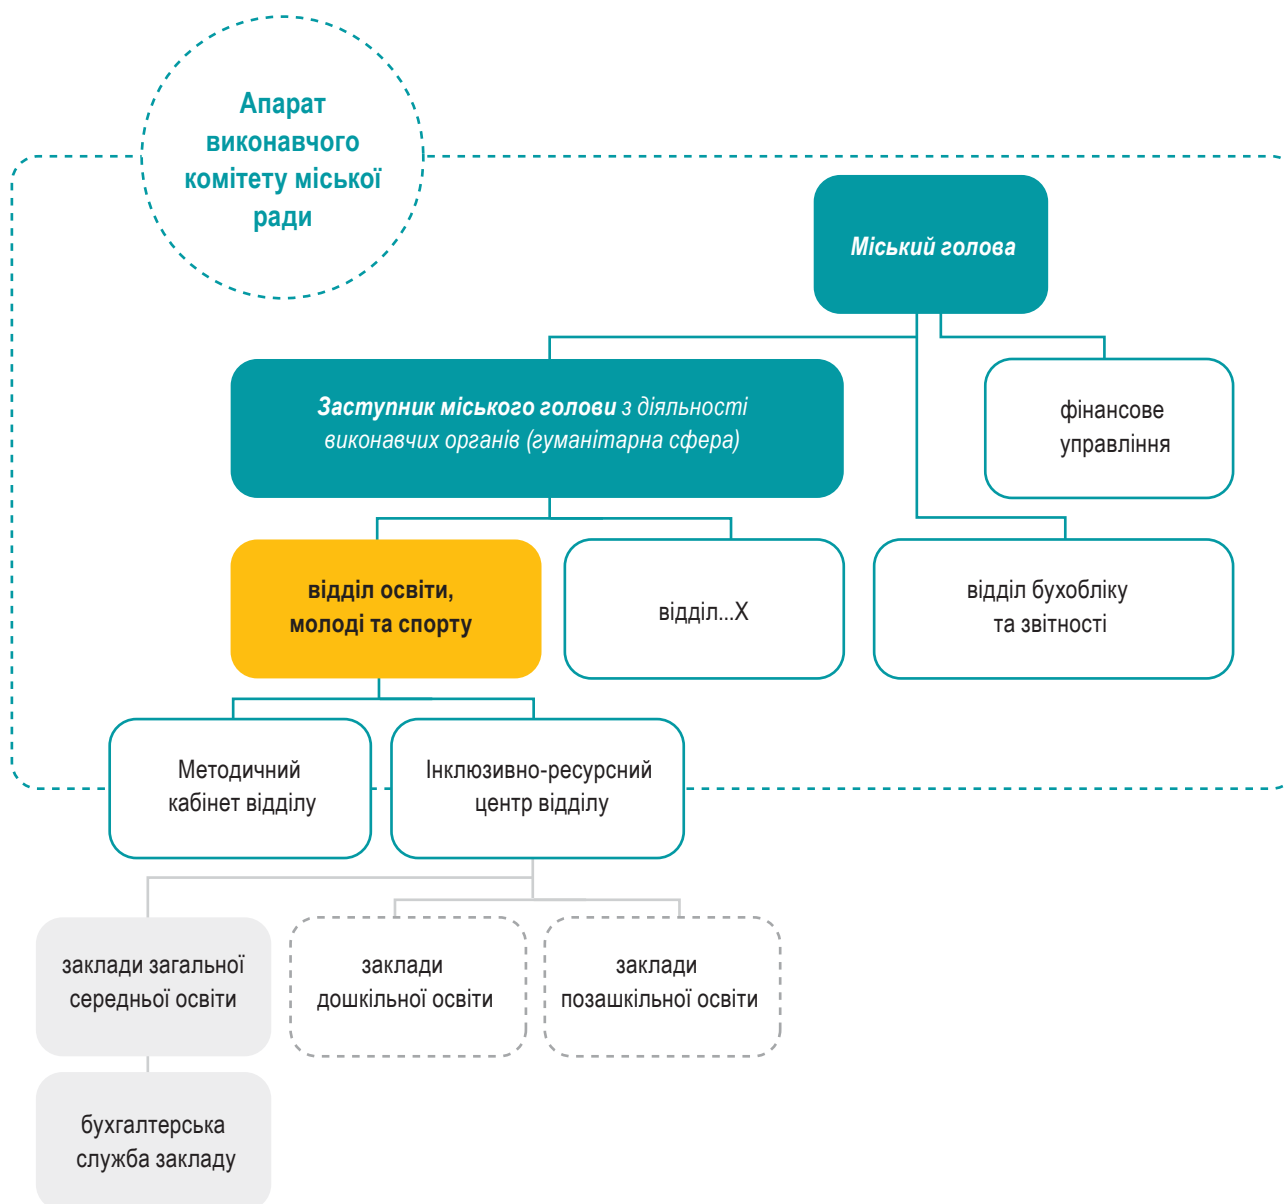 Апарат
виконавчого
комітету міської
ради
Міський голова
Заступник міського голови з діяльності
виконавчих органів (гуманітарна сфера)
фінансове
управління
відділ освіти,
молоді та спорту
відділ...Х
відділ бухобліку
та звітності
Методичний
кабінет відділу
Інклюзивно-ресурсний
центр відділу
заклади загальної
середньої освіти
заклади
дошкільної освіти
заклади
позашкільної освіти
бухгалтерська
служба закладу